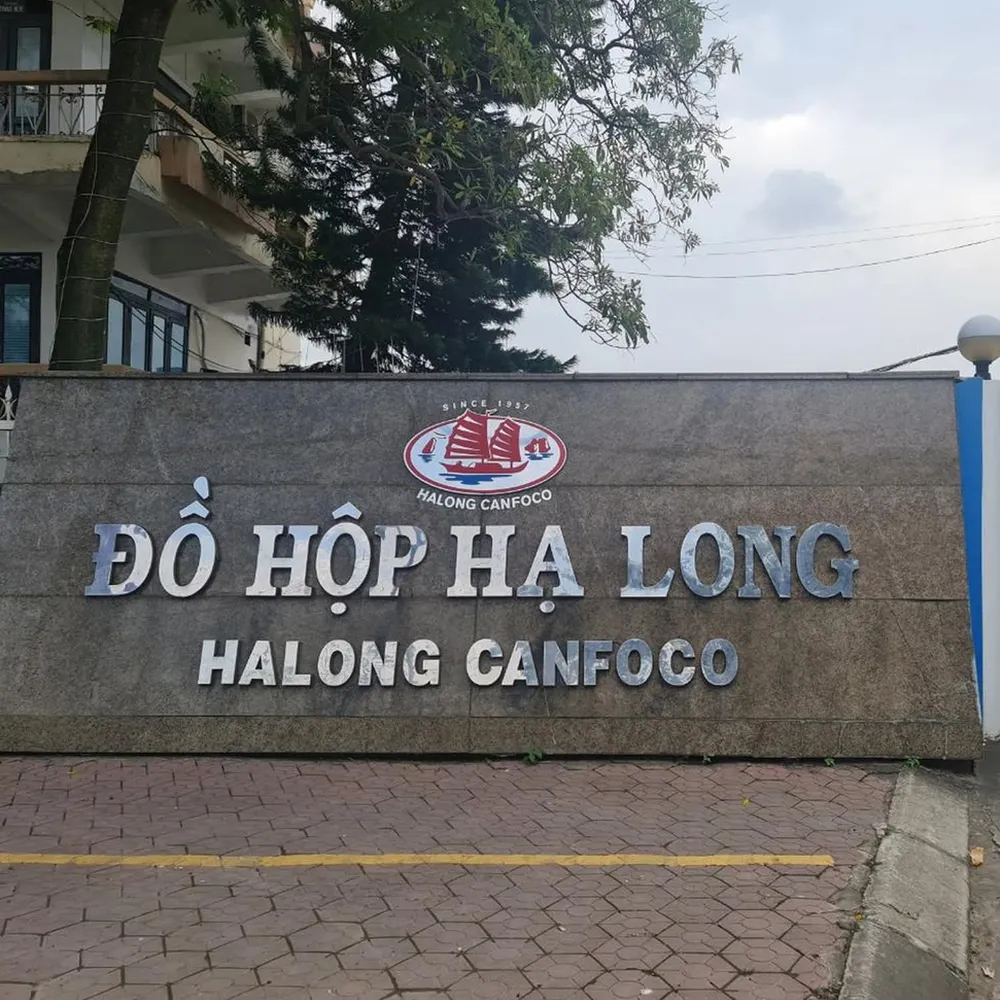 SINCE 1957
HALONG CANFOCO
ĐỒ HỘP HẠ LONG
HALONG CANFOCO